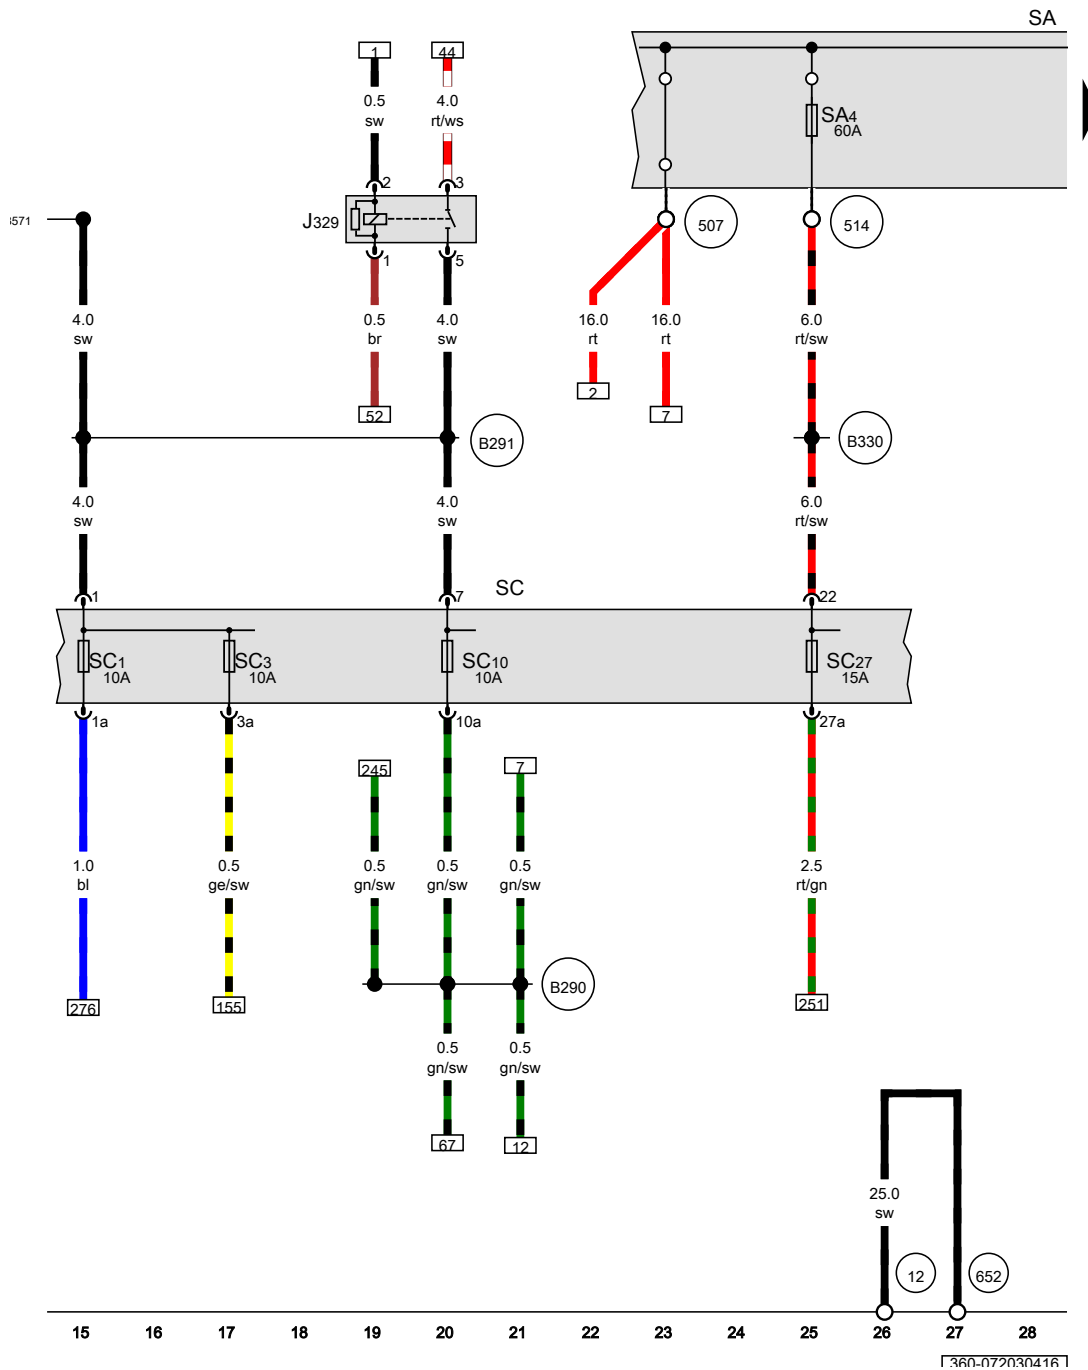 SA
1
44
0.5
sw
4.0
rt/ws
SA4
60A
2
3
J329
1
5
507
514
4.0
sw
0.5
br
4.0
sw
16.0
rt
16.0
rt
6.0
rt/sw
2
52
7
B291
B330
4.0
sw
4.0
sw
6.0
rt/sw
SC
1
7
22
SC1
10A
SC3
10A
SC10
10A
SC27
15A
1a
3a
10a
27a
245
7
1.0
bl
0.5
ge/sw
0.5
gn/sw
0.5
gn/sw
0.5
gn/sw
2.5
rt/gn
B290
276
155
251
0.5
gn/sw
0.5
gn/sw
67
12
25.0
sw
12
652
15 16 17 18 19 20 21 22 23 24 25 26 27 28
360-072030416